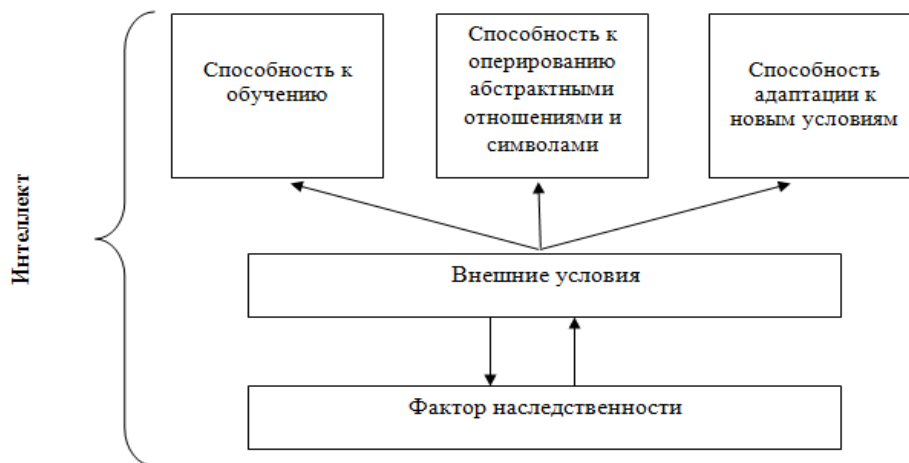 Интеллект
Способность к
обучению
Способность к
оперированию
абстрактными
отношениями и
символами
Способность
адаптации к
новым условиям
Внешние условия
Фактор наследственности